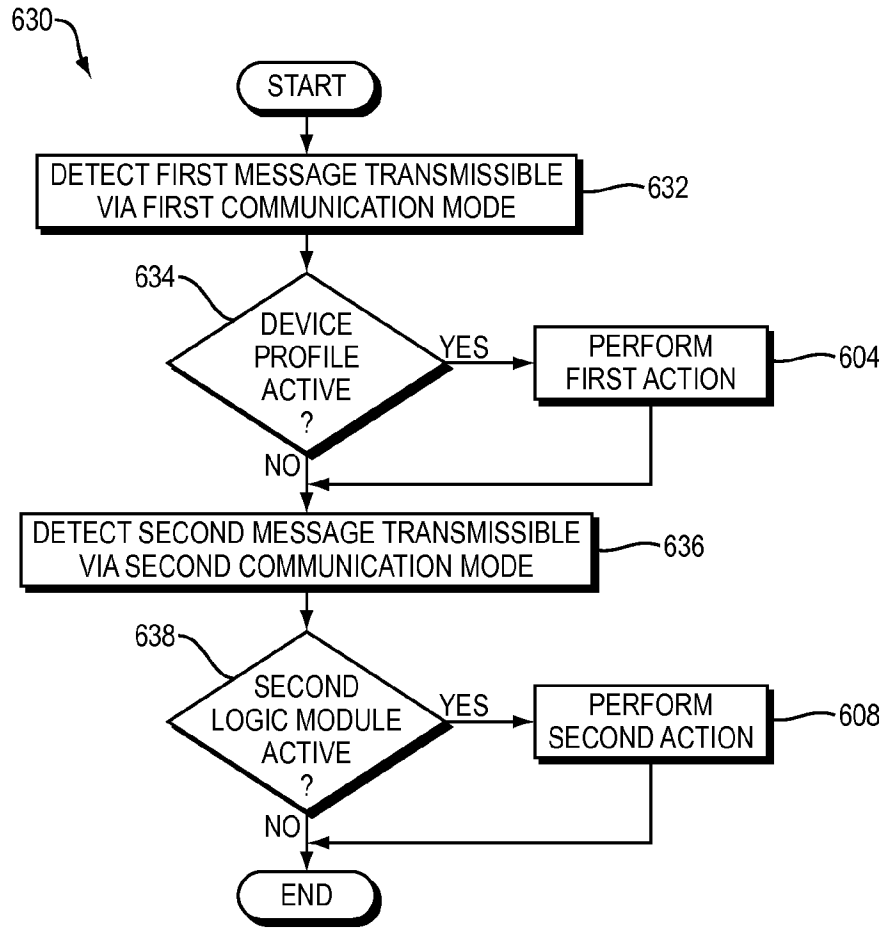 630
START
DETECT FIRST MESSAGE TRANSMISSIBLE
VIA FIRST COMMUNICATION MODE
632
634
DEVICE
PROFILE
ACTIVE
?
YES
PERFORM
FIRST ACTION
604
NO
DETECT SECOND MESSAGE TRANSMISSIBLE
VIA SECOND COMMUNICATION MODE
636
638
SECOND
LOGIC MODULE
ACTIVE
?
YES
PERFORM
SECOND ACTION
608
NO
END